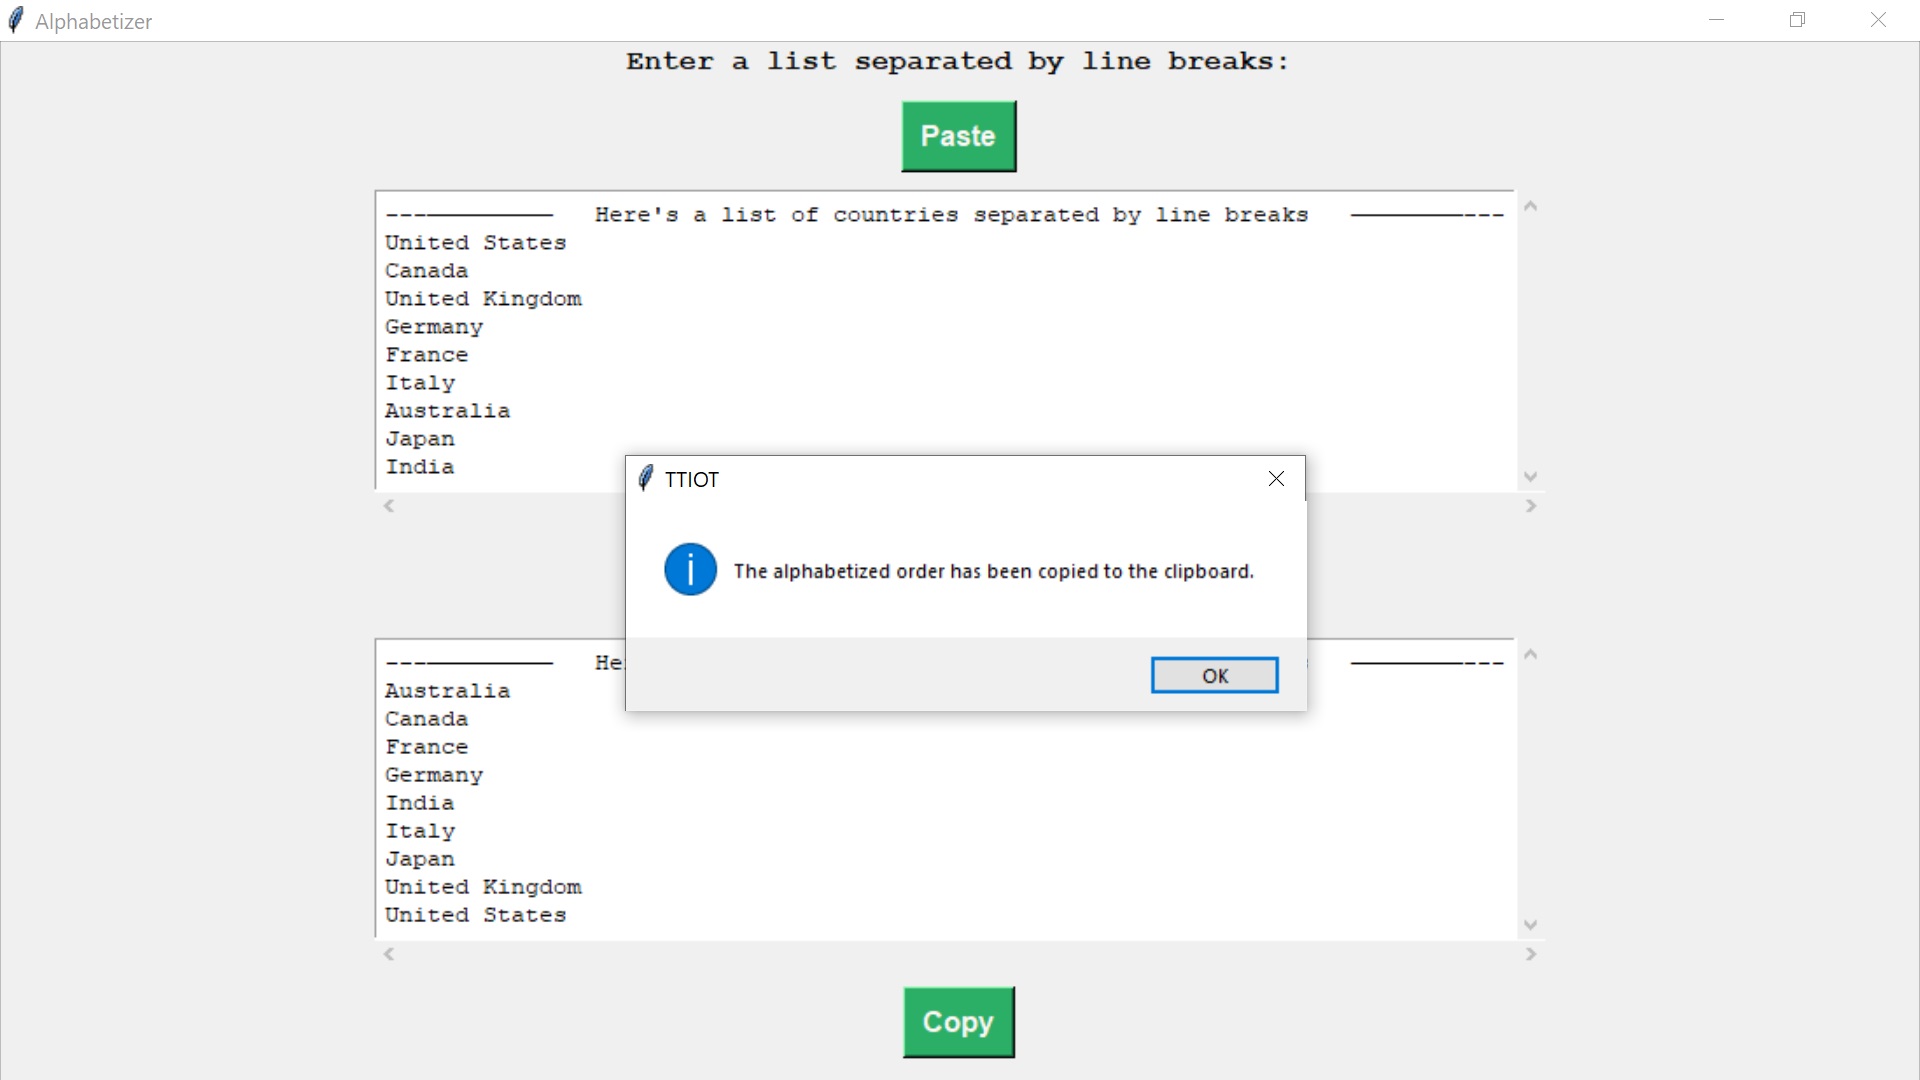 Alphabetizer
Enter a list separated by line breaks:
Paste
---───────── Here's a list of countries separated by line breaks ────────---
United States
Canada
United Kingdom
Germany
France
Italy
Australia
Japan
India
TTIOT
The alphabetized order has been copied to the clipboard.
OK
---─────────
────────---
Australia
Canada
France
Germany
India
Italy
Japan
United Kingdom
United States
Copy